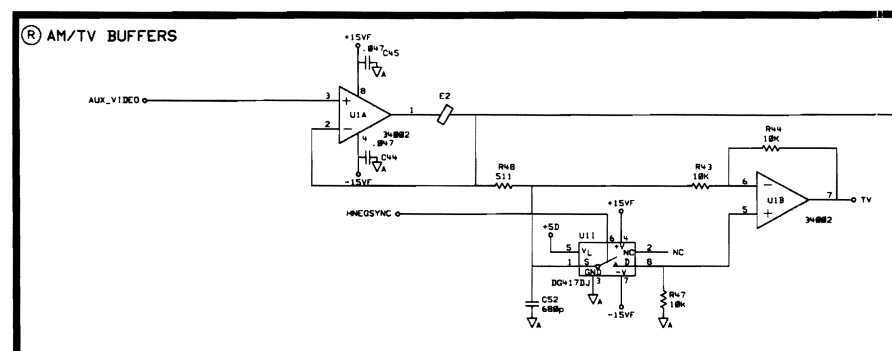 R AM/TV BUFFERS
+15VF
.047 C45
A
8
AUX_VIDEO
3 +
U1A
1
E2
2 -
4
34002
.047
C44
A
-15VF
R48
511
R43
10K
R44
10K
6 -
U1B
7
TV
5 +
34002
HNEGSYNC
+15VF
+5D
U11
6
4
5
VL
+V
NC
2
NC
1
S
D
8
GND
-V
DG417DJ
3
7
A
-15VF
C52
680p
A
R47
10K
A